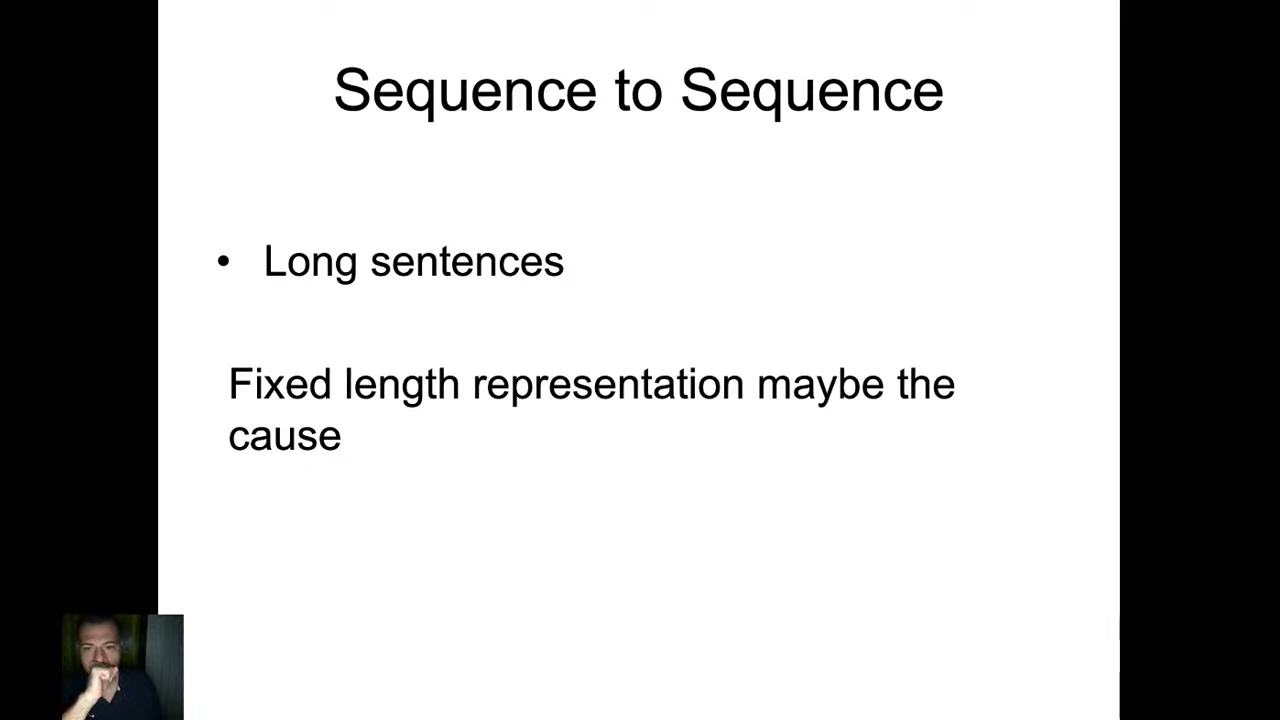 Sequence to Sequence
• Long sentences
Fixed length representation maybe the
cause